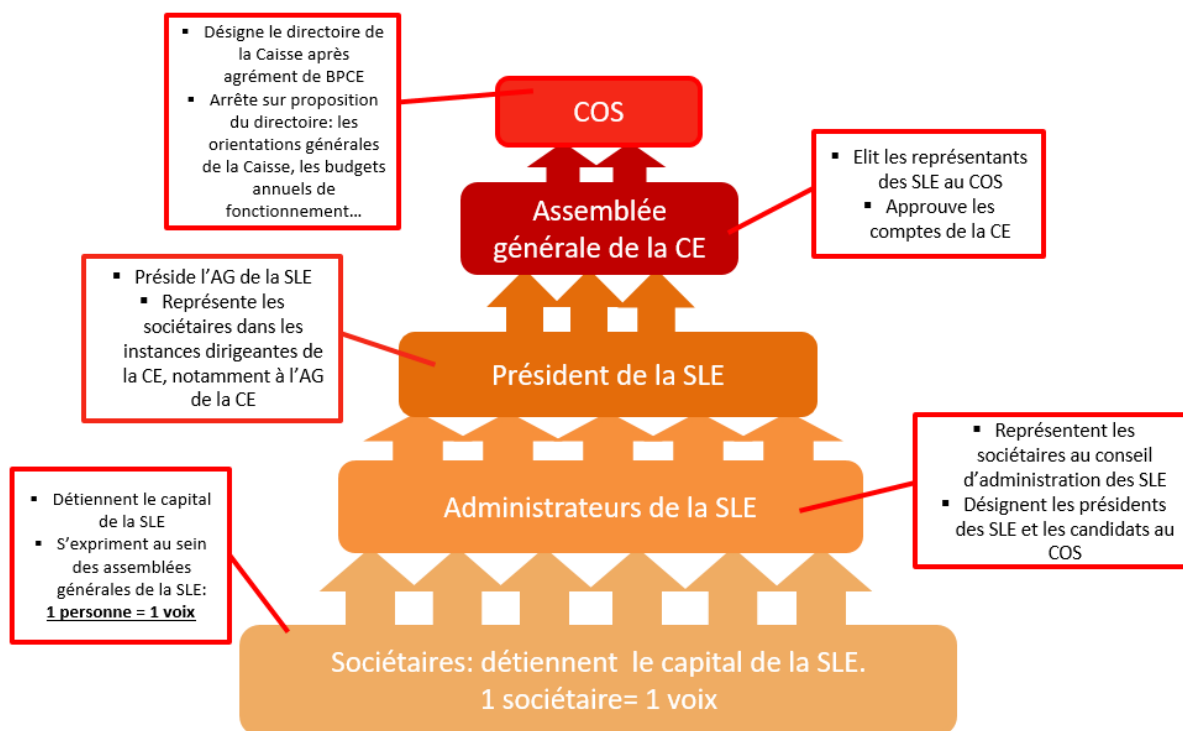 ▪ Désigne le directoire de
la Caisse après
agrément de BPCE
▪ Arrête sur proposition
du directoire: les
orientations générales
de la Caisse, les budgets
annuels de
fonctionnement…
COS
▪ Elit les représentants
des SLE au COS
▪ Approuve les
comptes de la CE
Assemblée
générale de la CE
▪ Préside l’AG de la SLE
▪ Représente les
sociétaires dans les
instances dirigeantes de
la CE, notamment à l’AG
de la CE
Président de la SLE
▪ Représentent les
sociétaires au conseil
d’administration des SLE
▪ Désignent les présidents
des SLE et les candidats au
COS
Administrateurs de la SLE
▪ Détiennent le capital
de la SLE
▪ S’expriment au sein
des assemblées
générales de la SLE:
1 personne = 1 voix
Sociétaires: détiennent le capital de la SLE.
1 sociétaire= 1 voix